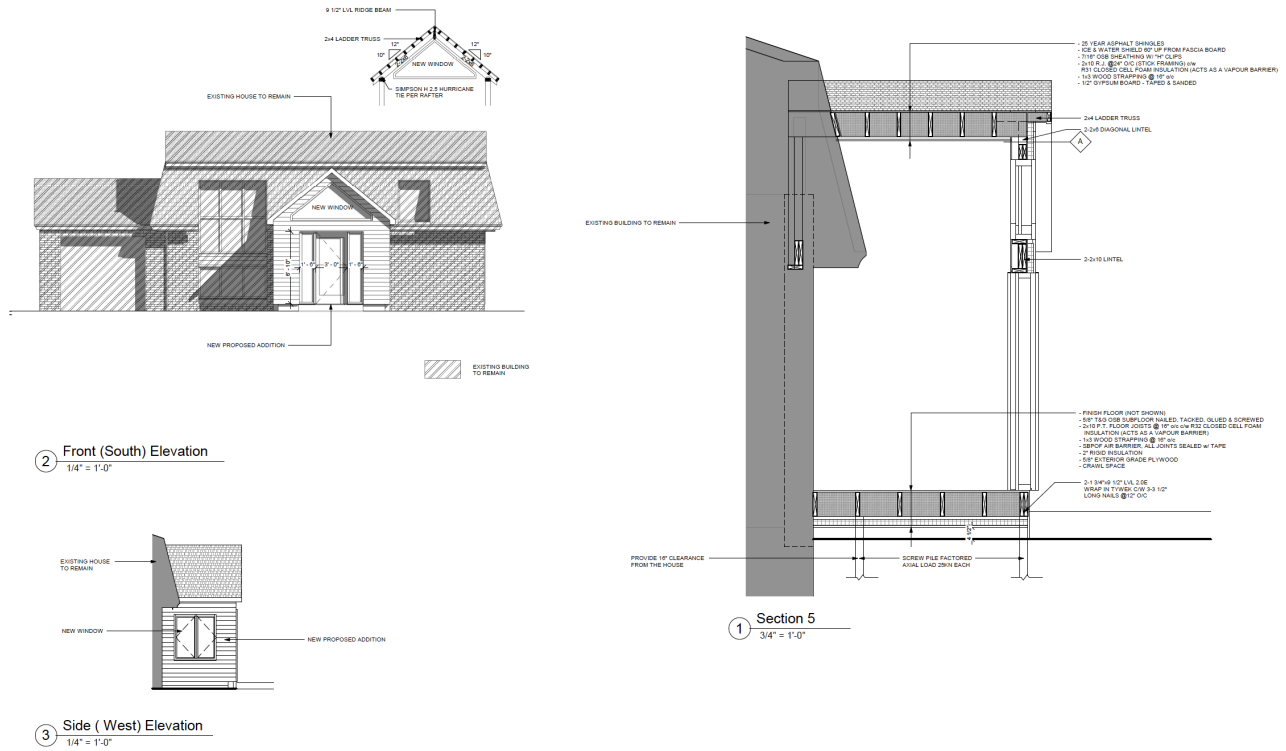 9 1/2" LVL RIDGE BEAM
2x4 LADDER TRUSS
12"
10"
12"
10"
NEW WINDOW
SIMPSON H 2.5 HURRICANE
TIE PER RAFTER
EXISTING HOUSE TO REMAIN
NEW WINDOW
6' - 10"
1' - 6"
3' - 0"
1' - 6"
NEW PROPOSED ADDITION
EXISTING BUILDING
TO REMAIN
2
Front (South) Elevation
1/4" = 1'-0"
EXISTING HOUSE
TO REMAIN
NEW WINDOW
NEW PROPOSED ADDITION
3
Side ( West) Elevation
1/4" = 1'-0"
- 25 YEAR ASPHALT SHINGLES
- ICE & WATER SHIELD 60" UP FROM FASCIA BOARD
- 7/16" OSB SHEATHING W/ "H" CLIPS
- 2x10 R.J. @24" O/C (STICK FRAMING) c/w
R31 CLOSED CELL FOAM INSULATION (ACTS AS A VAPOUR BARRIER)
- 1x3 WOOD STRAPPING @ 16" o/c
- 1/2" GYPSUM BOARD - TAPED & SANDED
2x4 LADDER TRUSS
2-2x6 DIAGONAL LINTEL
A
EXISTING BUILDING TO REMAIN
2-2x10 LINTEL
- FINISH FLOOR (NOT SHOWN)
- 5/8" T&G OSB SUBFLOOR NAILED, TACKED, GLUED & SCREWED
- 2x10 P.T. FLOOR JOISTS @ 16" o/c c/w R32 CLOSED CELL FOAM
INSULATION (ACTS AS A VAPOUR BARRIER)
- 1x3 WOOD STRAPPING @ 16" o/c
- SBPOF AIR BARRIER, ALL JOINTS SEALED w/ TAPE
- 2" RIGID INSULATION
- 5/8" EXTERIOR GRADE PLYWOOD
- CRAWL SPACE
2-1 3/4"x9 1/2" LVL 2.0E
WRAP IN TYWEK C/W 3-3 1/2"
LONG NAILS @12" O/C
4 1/2"
PROVIDE 16" CLEARANCE
FROM THE HOUSE
SCREW PILE FACTORED
AXIAL LOAD 25KN EACH
1
Section 5
3/4" = 1'-0"